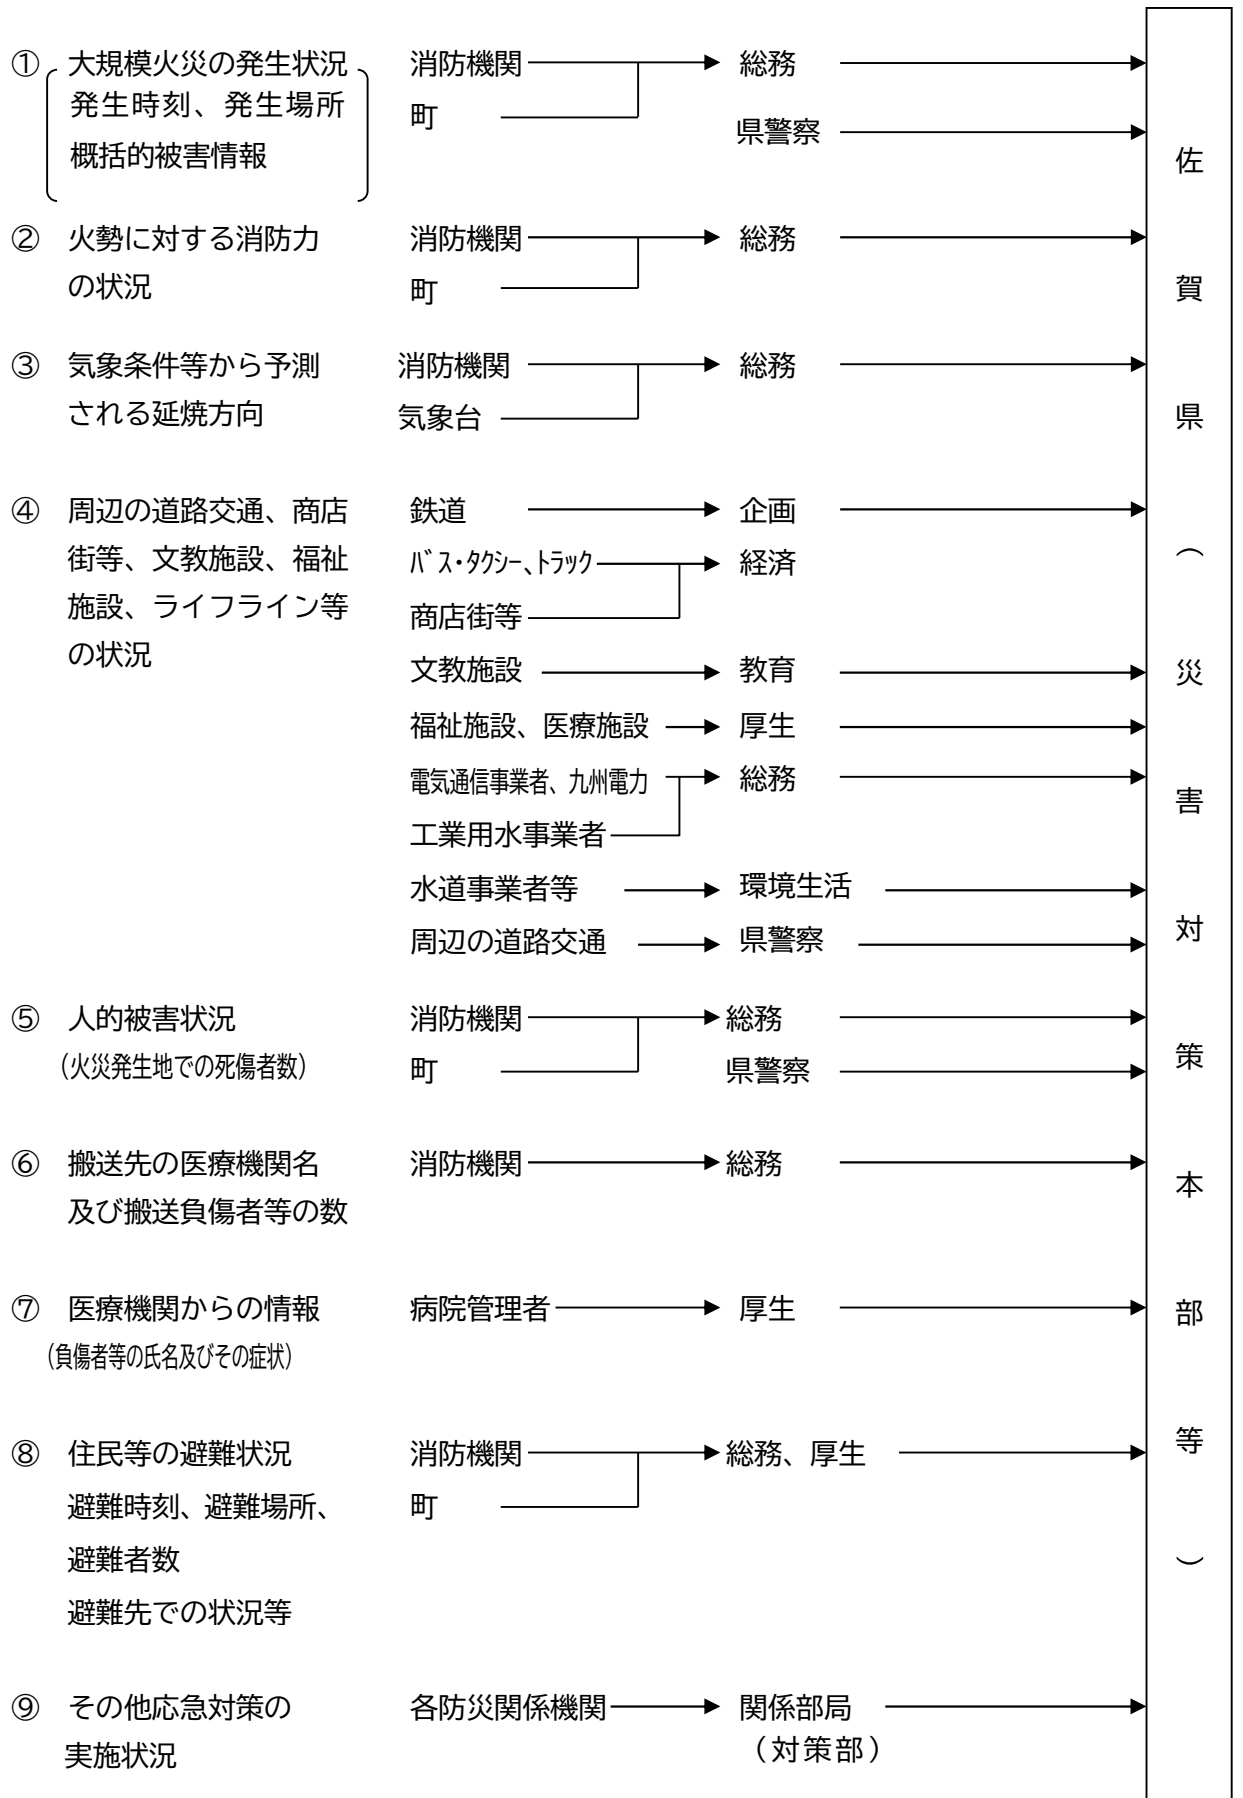 ① 大規模火災の発生状況 消防機関 総務
発生時刻、発生場所 町
県警察
概括的被害情報
② 火勢に対する消防力 消防機関 総務
の状況 町
③ 気象条件等から予測 消防機関 総務
される延焼方向 気象台
④ 周辺の道路交通、商店 鉄道 企画
街等、文教施設、福祉 バス・タクシー、トラック 経済
施設、ライフライン等 商店街等
の状況 文教施設 教育
福祉施設、医療施設 厚生
電気通信事業者、九州電力 総務
工業用水事業者
水道事業者等 環境生活
周辺の道路交通 県警察
⑤ 人的被害状況 消防機関 総務
(火災発生地での死傷者数) 町 県警察
⑥ 搬送先の医療機関名 消防機関 総務
及び搬送負傷者等の数
⑦ 医療機関からの情報 病院管理者 厚生
(負傷者等の氏名及びその症状)
⑧ 住民等の避難状況 消防機関 総務、厚生
避難時刻、避難場所、 町
避難者数
避難先での状況等
⑨ その他応急対策の 各防災関係機関 関係部局
実施状況 (対策部)
佐賀県(災害対策本部等)